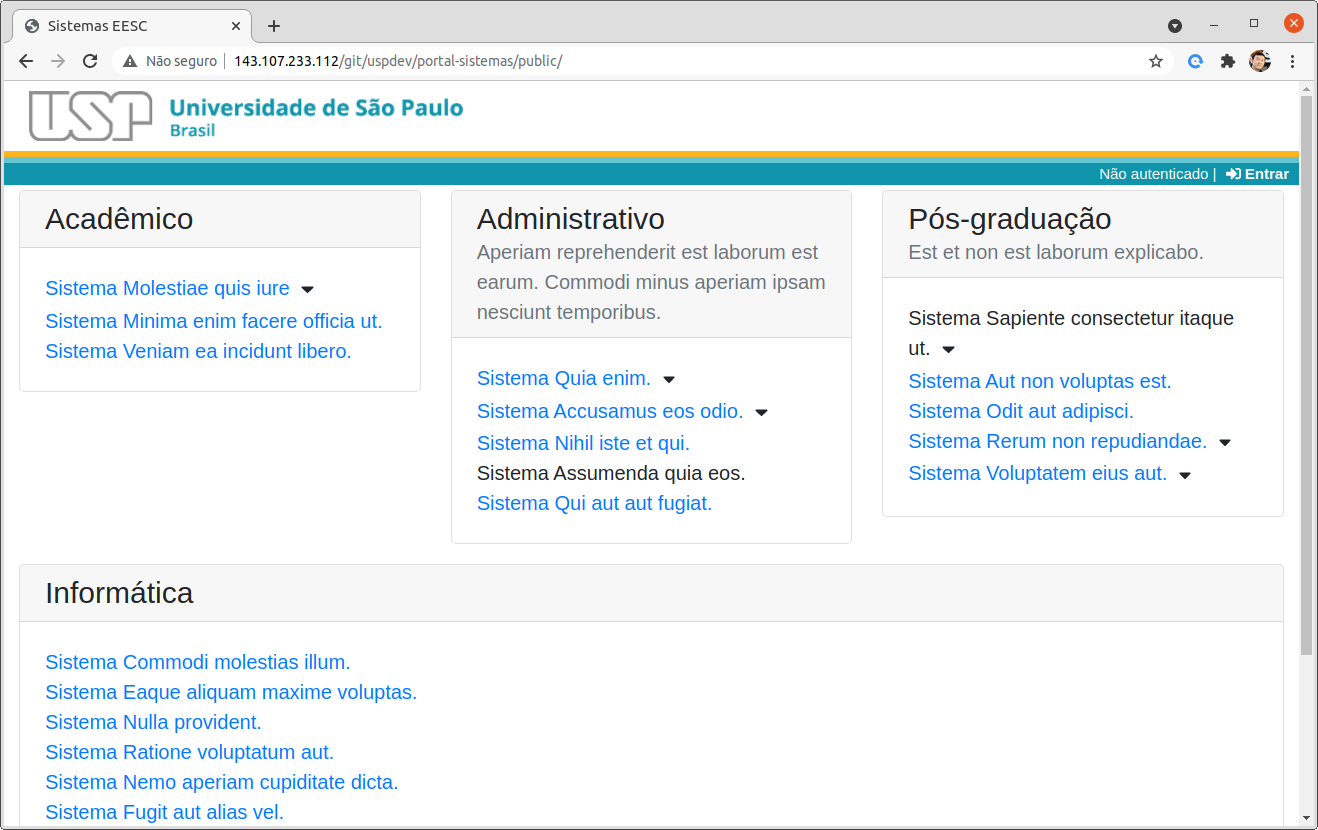 Sistemas EESC
Não seguro
143.107.233.112/git/uspdev/portal-sistemas/public/
USP
Universidade de São Paulo
Brasil
Não autenticado | Entrar
Acadêmico
Sistema Molestiae quis iure
Sistema Minima enim facere officia ut.
Sistema Veniam ea incidunt libero.
Administrativo
Aperiam reprehenderit est laborum est
earum. Commodi minus aperiam ipsam
nesciunt temporibus.
Sistema Quia enim.
Sistema Accusamus eos odio.
Sistema Nihil iste et qui.
Sistema Assumenda quia eos.
Sistema Qui aut aut fugiat.
Pós-graduação
Est et non est laborum explicabo.
Sistema Sapiente consectetur itaque
ut.
Sistema Aut non voluptas est.
Sistema Odit aut adipisci.
Sistema Rerum non repudiandae.
Sistema Voluptatem eius aut.
Informática
Sistema Commodi molestias illum.
Sistema Eaque aliquam maxime voluptas.
Sistema Nulla provident.
Sistema Ratione voluptatum aut.
Sistema Nemo aperiam cupiditate dicta.
Sistema Fugit aut alias vel.